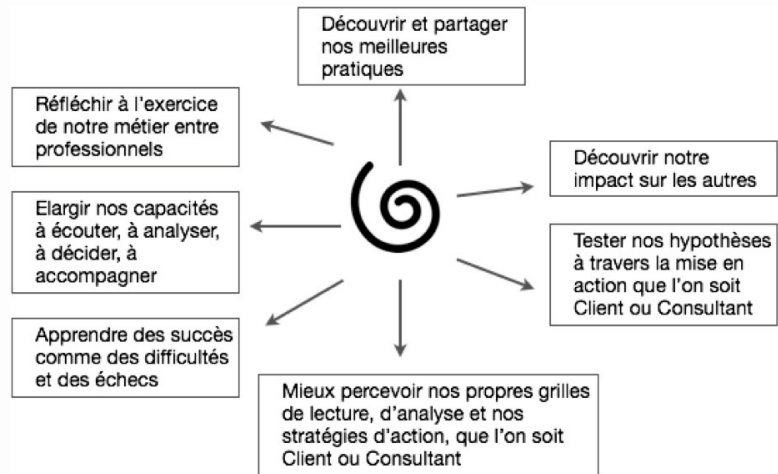 Découvrir et partager
nos meilleures
pratiques
Réfléchir à l'exercice
de notre métier entre
professionnels
Découvrir notre
impact sur les autres
Elargir nos capacités
à écouter, à analyser,
à décider, à
accompagner
Tester nos hypothèses
à travers la mise en
action que l'on soit
Client ou Consultant
Apprendre des succès
comme des difficultés
et des échecs
Mieux percevoir nos propres grilles
de lecture, d'analyse et nos
stratégies d'action, que l'on soit
Client ou Consultant